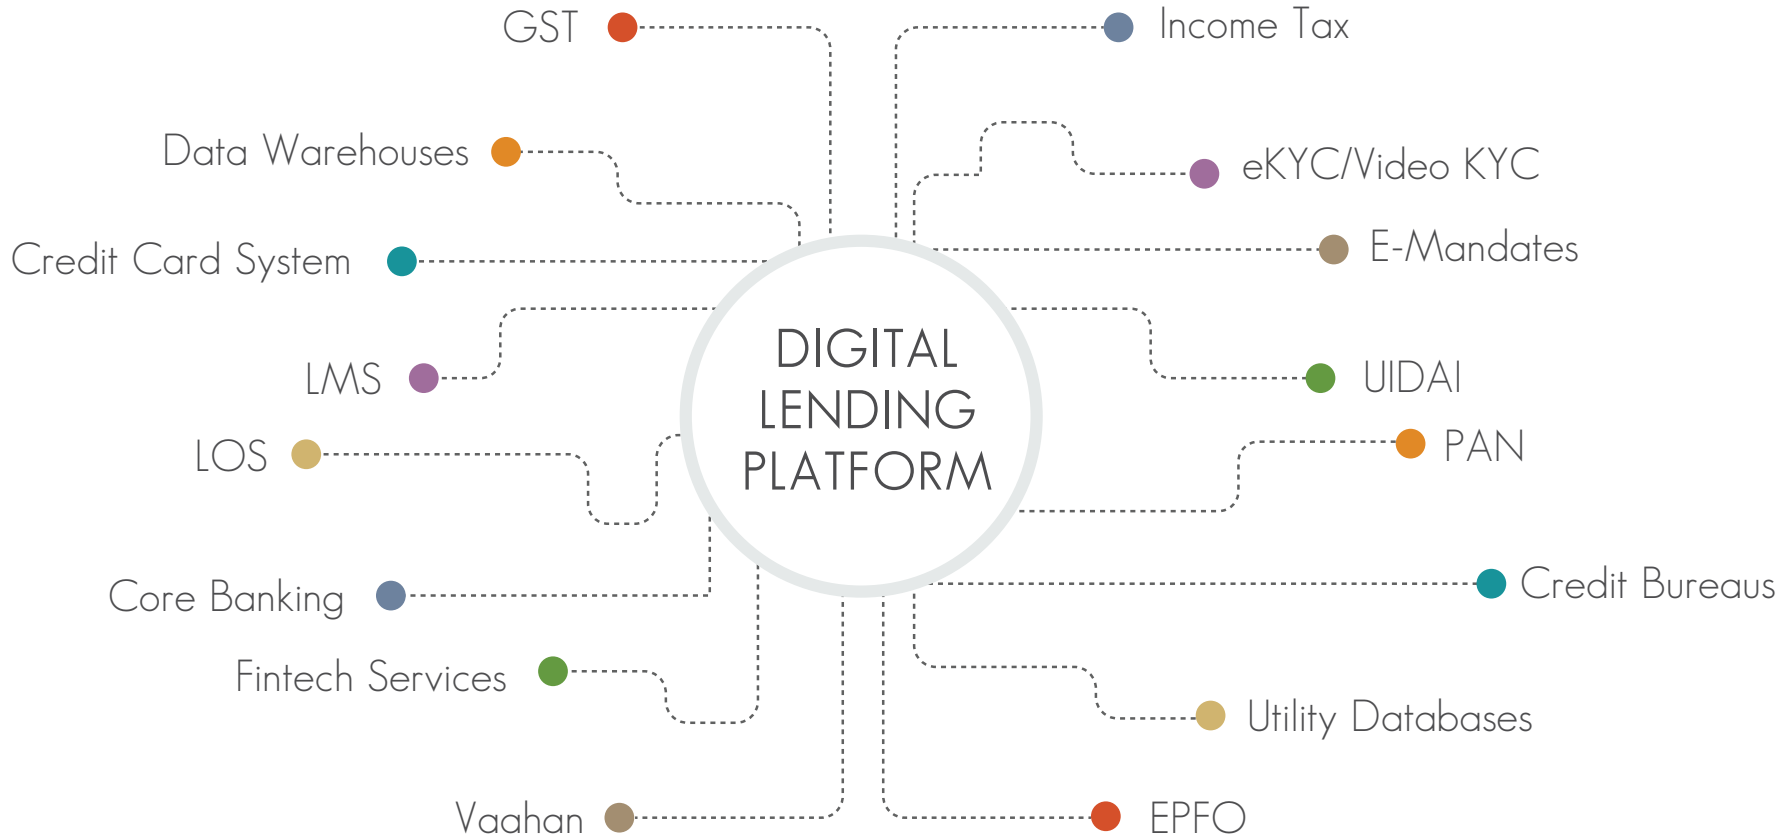 GST
Income Tax
Data Warehouses
eKYC/Video KYC
Credit Card System
E-Mandates
DIGITAL
LENDING
PLATFORM
LMS
UIDAI
LOS
PAN
Core Banking
Credit Bureaus
Fintech Services
Utility Databases
Vaahan
EPFO